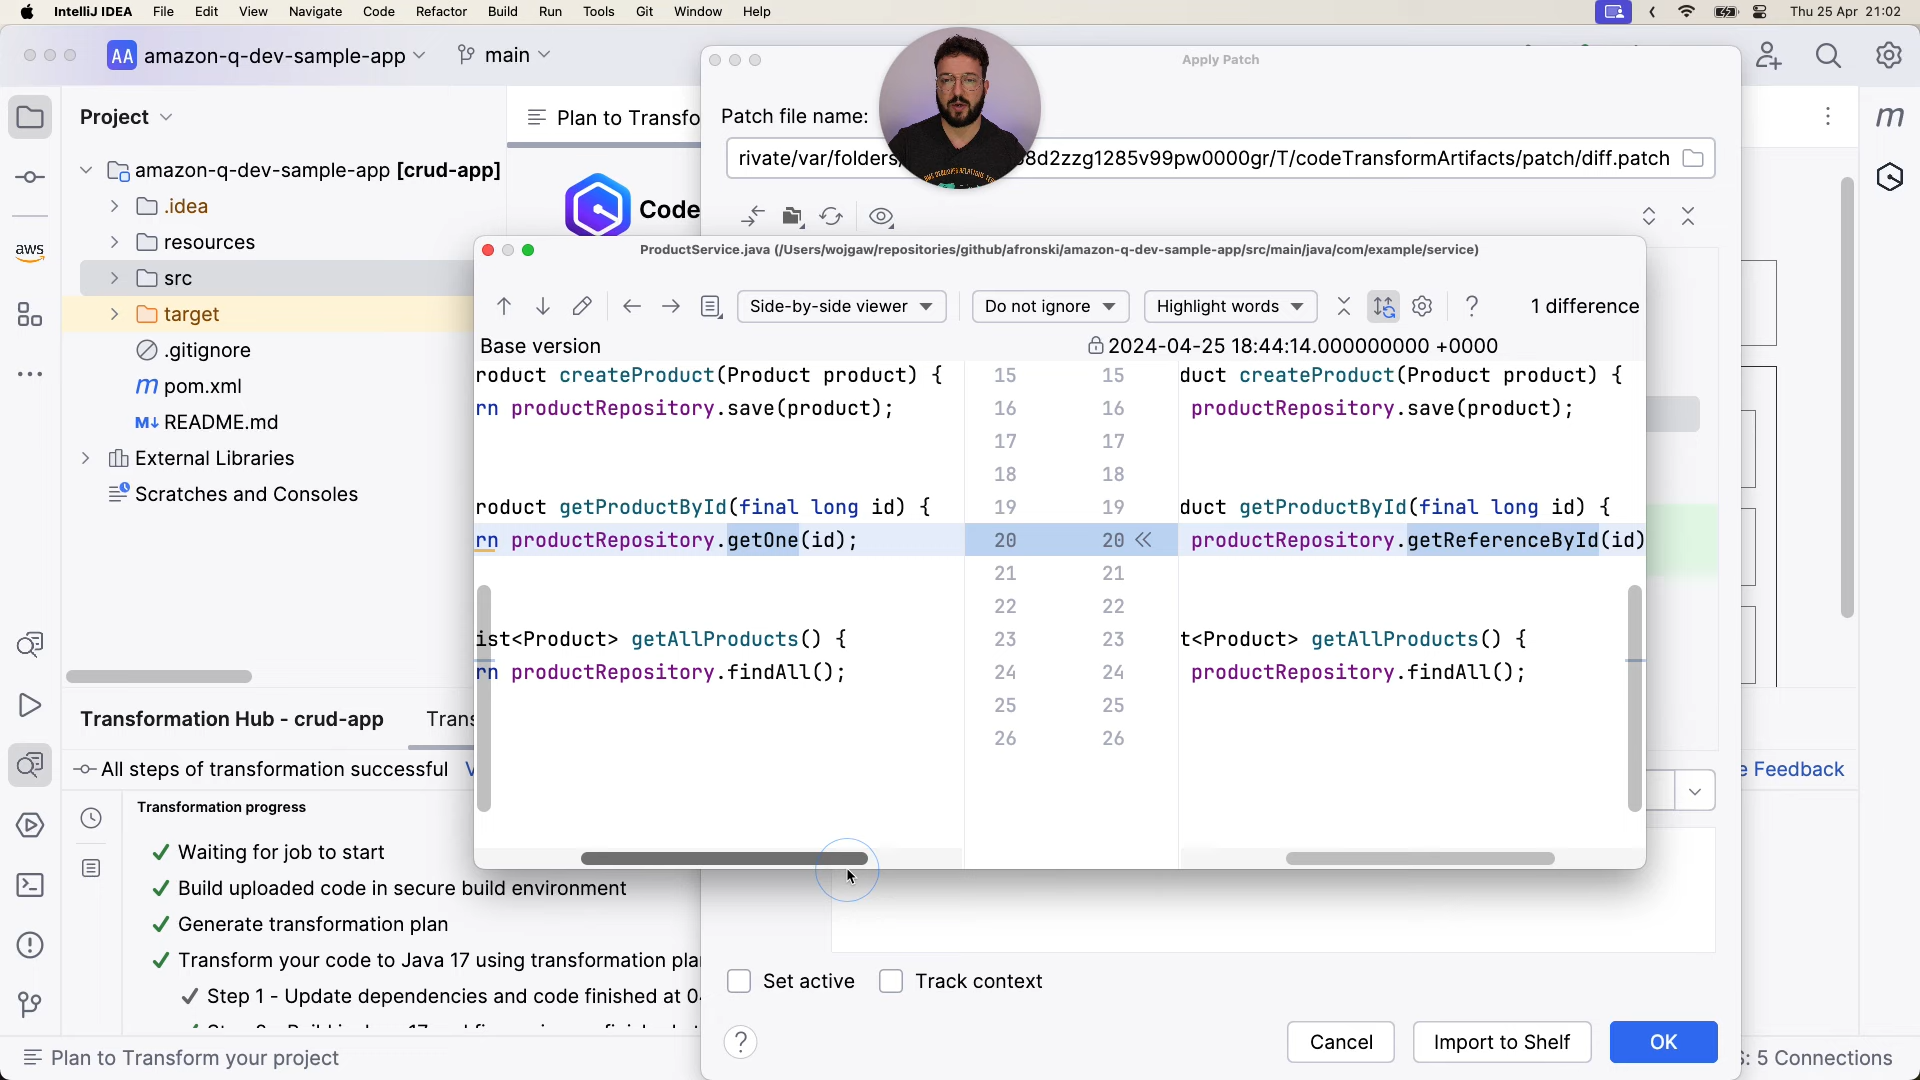 IntelliJ IDEA File Edit View Navigate Code Refactor Build Run Tools Git Window Help Thu 25 Apr 21:02
AA amazon-q-dev-sample-app main
Apply Patch
Project
Plan to Transfo
Patch file name:
rivate/var/folders/ 8d2zzg1285v99pw0000gr/T/codeTransformArtifacts/patch/diff.patch
m
amazon-q-dev-sample-app [crud-app]
.idea
Code
resources
aws
src
target
.gitignore
m pom.xml
M↓ README.md
External Libraries
Scratches and Consoles
ProductService.java (/Users/wojgaw/repositories/github/afronski/amazon-q-dev-sample-app/src/main/java/com/example/service)
Side-by-side viewer Do not ignore Highlight words ? 1 difference
Base version 2024-04-25 18:44:14.000000000 +0000
roduct createProduct(Product product) { 15 15 duct createProduct(Product product) {
rn productRepository.save(product); 16 16 productRepository.save(product);
17 17
18 18
roduct getProductById(final long id) { 19 19 duct getProductById(final long id) {
rn productRepository.getOne(id); 20 20 productRepository.getReferenceById(id)
21 21
22 22
ist<Product> getAllProducts() { 23 23 t<Product> getAllProducts() {
rn productRepository.findAll(); 24 24 productRepository.findAll();
25 25
26 26
Transformation Hub - crud-app Trans
All steps of transformation successful V
e Feedback
Transformation progress
Waiting for job to start
Build uploaded code in secure build environment
Generate transformation plan
Transform your code to Java 17 using transformation pla
Step 1 - Update dependencies and code finished at 0
Set active Track context
? Cancel Import to Shelf OK
Plan to Transform your project
: 5 Connections